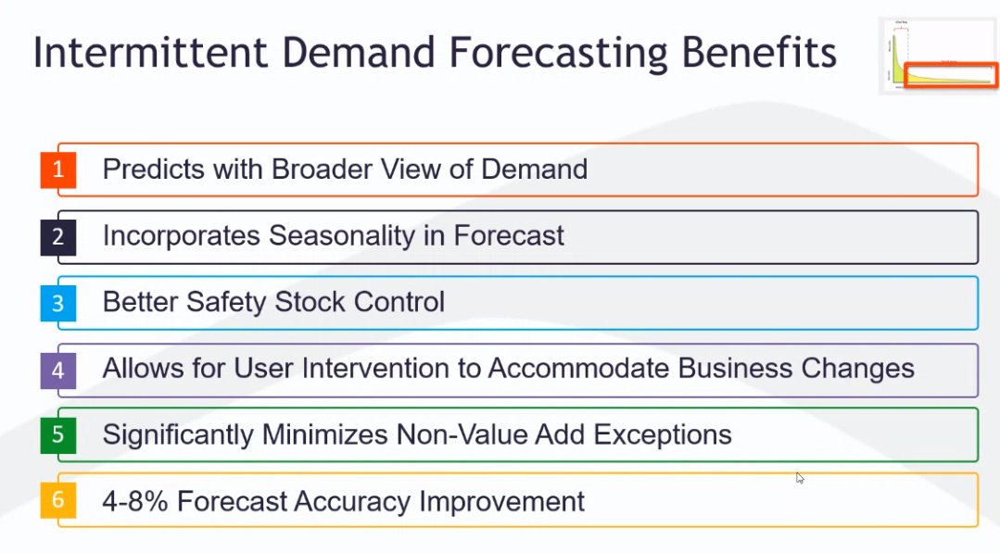 Intermittent Demand Forecasting Benefits
1
Predicts with Broader View of Demand
2
Incorporates Seasonality in Forecast
3
Better Safety Stock Control
4
Allows for User Intervention to Accommodate Business Changes
5
Significantly Minimizes Non-Value Add Exceptions
6
4-8% Forecast Accuracy Improvement